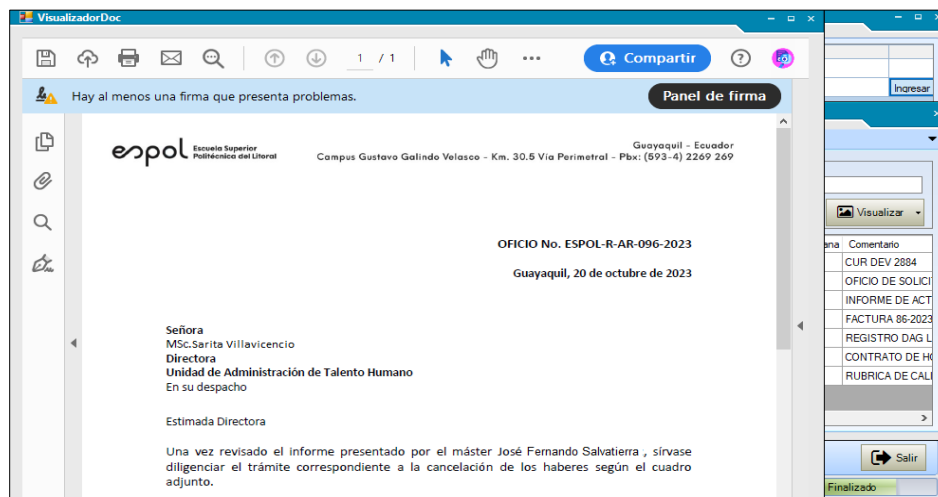 VisualizadorDoc
1 / 1
Compartir
Hay al menos una firma que presenta problemas.
Panel de firma
espol Escuela Superior
Politécnica del Litoral
Guayaquil - Ecuador
Campus Gustavo Galindo Velasco - Km. 30.5 Vía Perimetral - Pbx: (593-4) 2269 269
OFICIO No. ESPOL-R-AR-096-2023
Guayaquil, 20 de octubre de 2023
Señora
MSc.Sarita Villavicencio
Directora
Unidad de Administración de Talento Humano
En su despacho
Estimada Directora
Una vez revisado el informe presentado por el máster José Fernando Salvatierra , sírvase
diligenciar el trámite correspondiente a la cancelación de los haberes según el cuadro
adjunto.
Ingresar
Visualizar
ana Comentario
CUR DEV 2884
OFICIO DE SOLICI
INFORME DE ACT
FACTURA 86-2023
REGISTRO DAG L
CONTRATO DE H
RUBRICA DE CALI
Salir
Finalizado